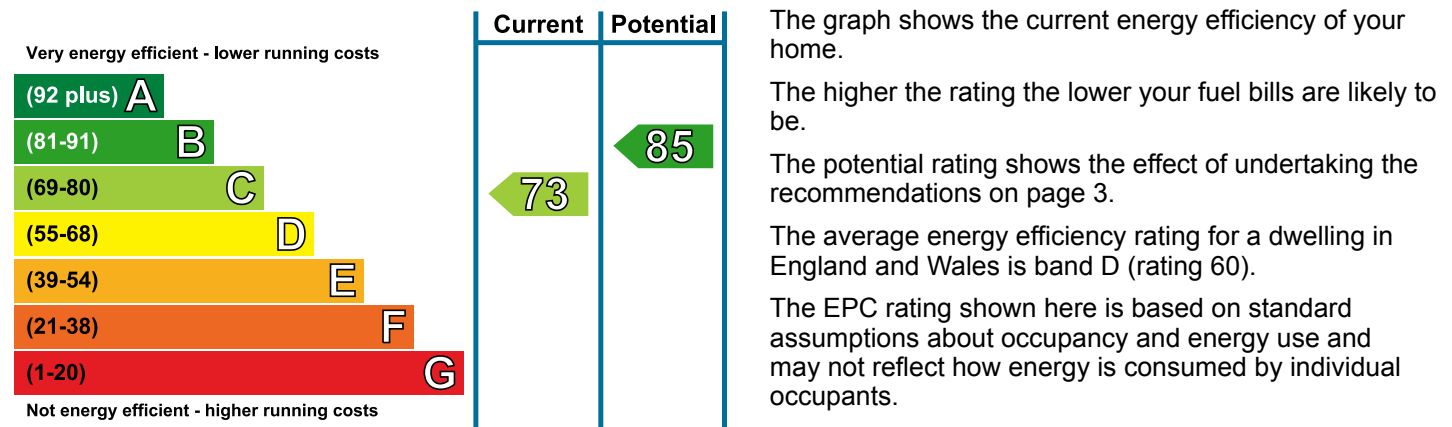 Current Potential
Very energy efficient - lower running costs
(92 plus) A
(81-91) B
(69-80) C
(55-68) D
(39-54) E
(21-38) F
(1-20) G
Not energy efficient - higher running costs
85
73
The graph shows the current energy efficiency of your
home.
The higher the rating the lower your fuel bills are likely to
be.
The potential rating shows the effect of undertaking the
recommendations on page 3.
The average energy efficiency rating for a dwelling in
England and Wales is band D (rating 60).
The EPC rating shown here is based on standard
assumptions about occupancy and energy use and
may not reflect how energy is consumed by individual
occupants.